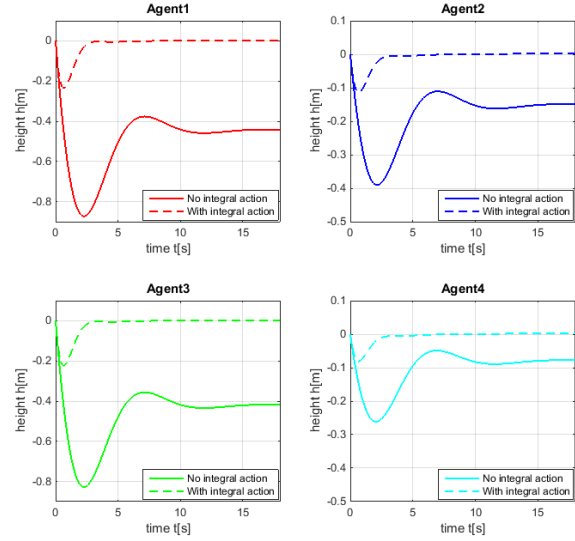 Agent1
0
-0.2
-0.4
-0.6
-0.8
height h[m]
No integral action
With integral action
0 5 10 15
time t[s]
Agent2
0.1
0
-0.1
-0.2
-0.3
-0.4
-0.5
height h[m]
No integral action
With integral action
0 5 10 15
time t[s]
Agent3
0
-0.2
-0.4
-0.6
-0.8
height h[m]
No integral action
With integral action
0 5 10 15
time t[s]
Agent4
0.1
0
-0.1
-0.2
-0.3
-0.4
-0.5
height h[m]
No integral action
With integral action
0 5 10 15
time t[s]